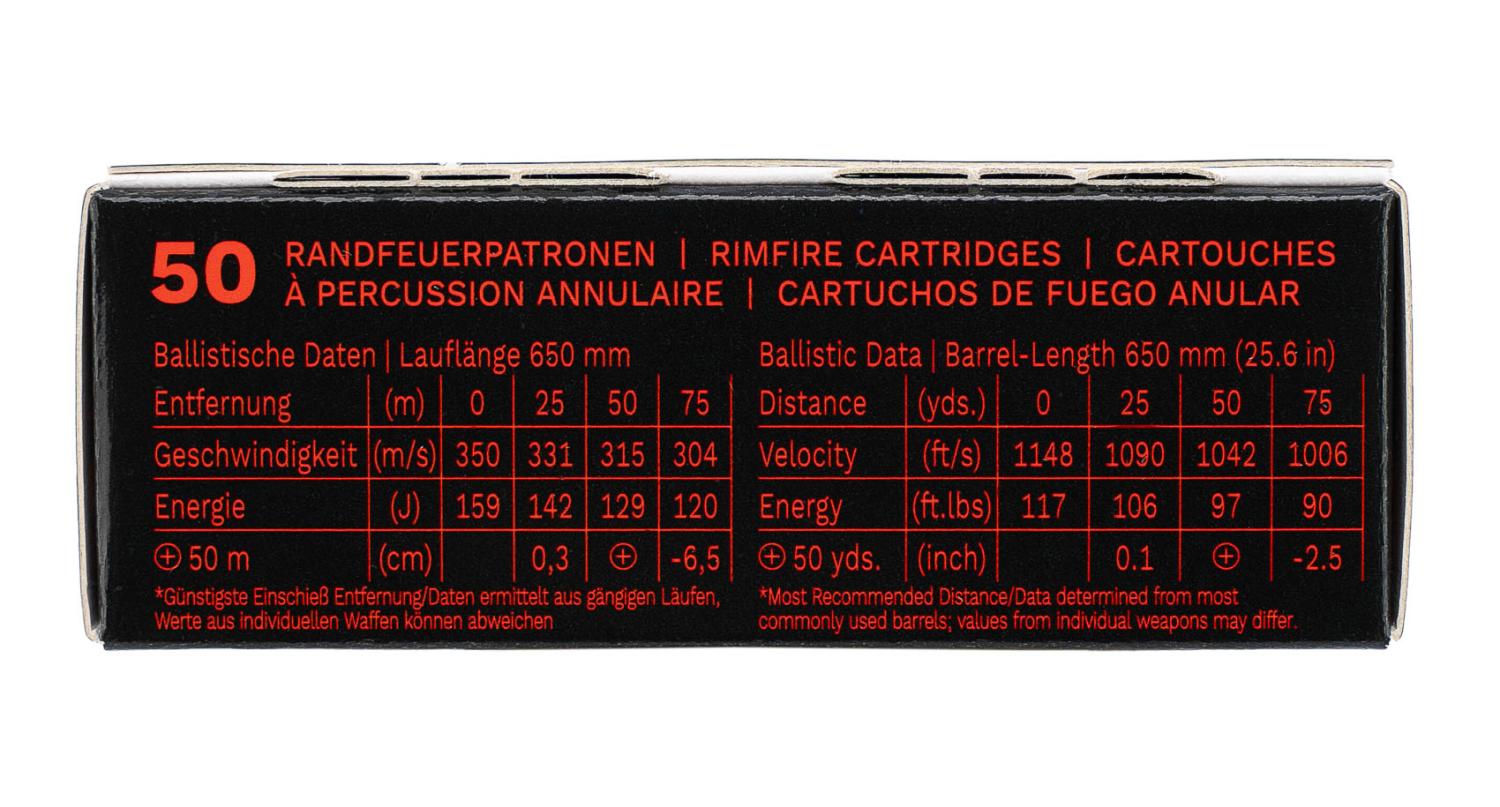 50 RANDFEUERPATRONEN | RIMFIRE CARTRIDGES | CARTOUCHES
À PERCUSSION ANNULAIRE | CARTUCHOS DE FUEGO ANULAR
Ballistische Daten | Lauflänge 650 mm
Entfernung (m) 0 25 50 75
Geschwindigkeit (m/s) 350 331 315 304
Energie (J) 159 142 129 120
⊕ 50 m (cm) 0,3 ⊕ -6,5
*Günstigste Einschieß Entfernung/Daten ermittelt aus gängigen Läufen,
Werte aus individuellen Waffen können abweichen
Ballistic Data | Barrel-Length 650 mm (25.6 in)
Distance (yds.) 0 25 50 75
Velocity (ft/s) 1148 1090 1042 1006
Energy (ft.lbs) 117 106 97 90
⊕ 50 yds. (inch) 0.1 ⊕ -2.5
*Most Recommended Distance/Data determined from most
commonly used barrels; values from individual weapons may differ.